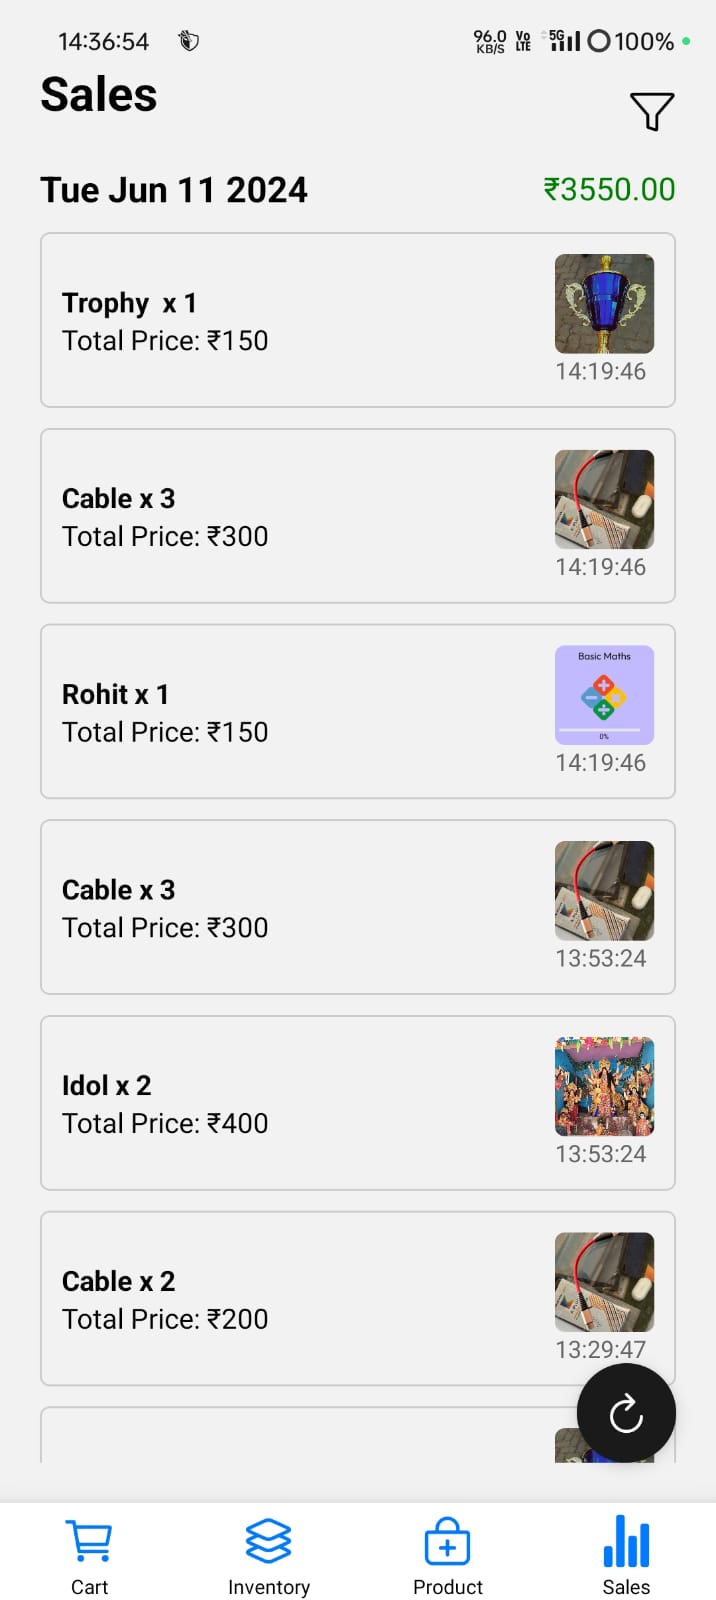 14:36:54
96.0 KB/S Vo LTE 5G 100%
Sales
Tue Jun 11 2024
₹3550.00
Trophy  x 1
Total Price: ₹150
14:19:46
Cable x 3
Total Price: ₹300
14:19:46
Rohit x 1
Total Price: ₹150
Basic Maths
0%
14:19:46
Cable x 3
Total Price: ₹300
13:53:24
Idol x 2
Total Price: ₹400
13:53:24
Cable x 2
Total Price: ₹200
13:29:47
Cart
Inventory
Product
Sales